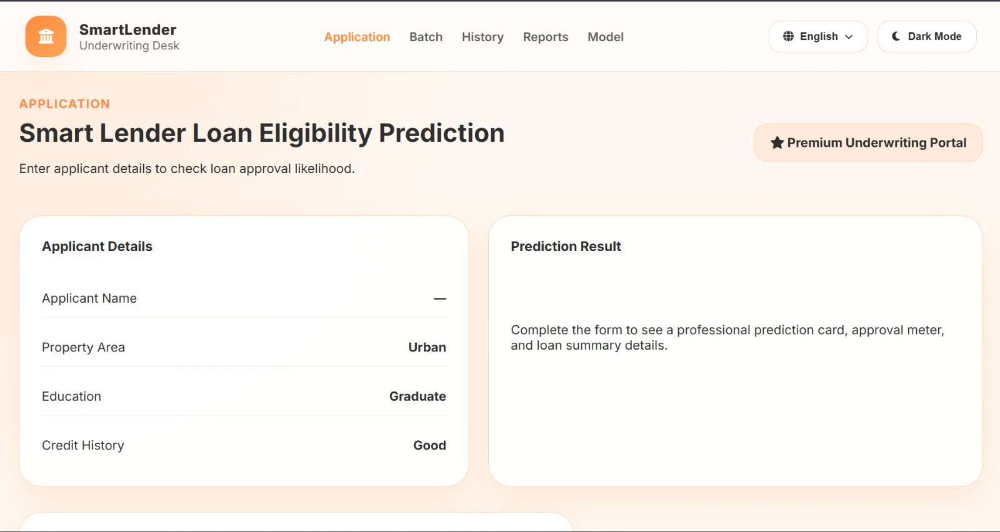 SmartLender
Underwriting Desk
Application
Batch
History
Reports
Model
English
Dark Mode
APPLICATION
Smart Lender Loan Eligibility Prediction
Enter applicant details to check loan approval likelihood.
Premium Underwriting Portal
Applicant Details
Applicant Name —
Property Area Urban
Education Graduate
Credit History Good
Prediction Result
Complete the form to see a professional prediction card, approval meter,
and loan summary details.